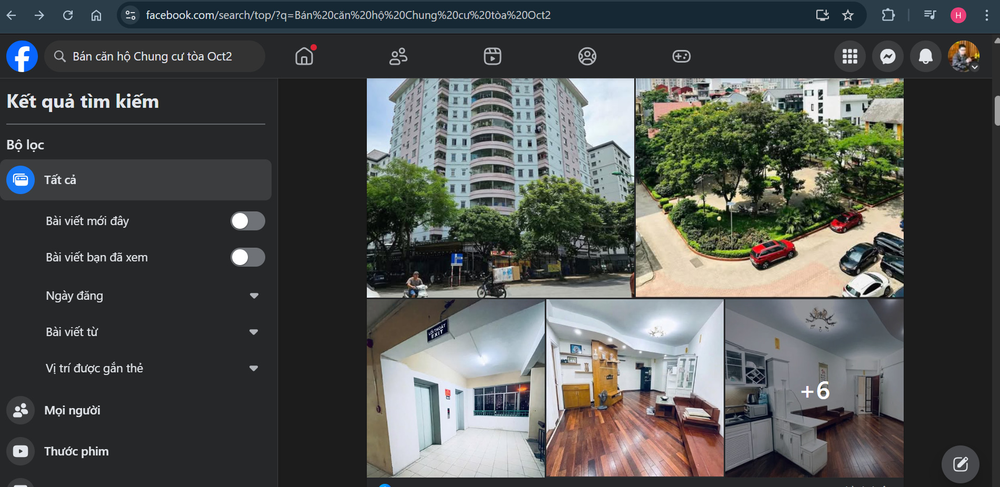 facebook.com/search/top/?q=Bán%20căn%20hộ%20Chung%20cư%20tòa%20Oct2
H
Bán căn hộ Chung cư tòa Oct2
Kết quả tìm kiếm
Bộ lọc
Tất cả
Bài viết mới đây
Bài viết bạn đã xem
Ngày đăng
Bài viết từ
Vị trí được gắn thẻ
Mọi người
Thước phim
LỐI THOÁT
EXIT
+6